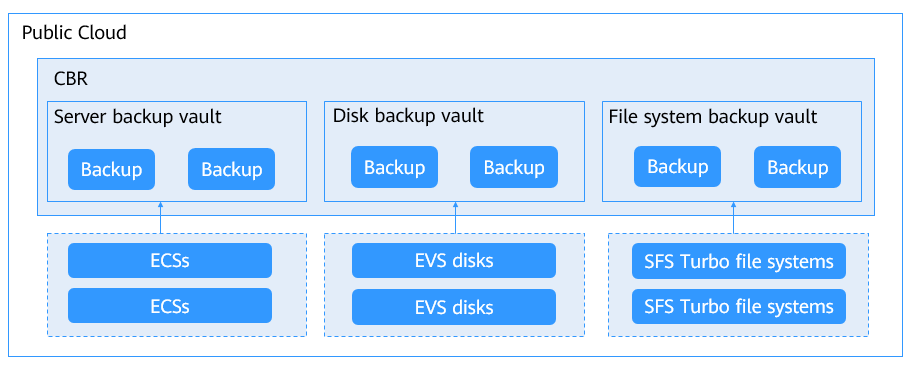 Public Cloud
CBR
Server backup vault
Disk backup vault
File system backup vault
Backup
Backup
Backup
Backup
Backup
Backup
ECSs
EVS disks
SFS Turbo file systems
ECSs
EVS disks
SFS Turbo file systems